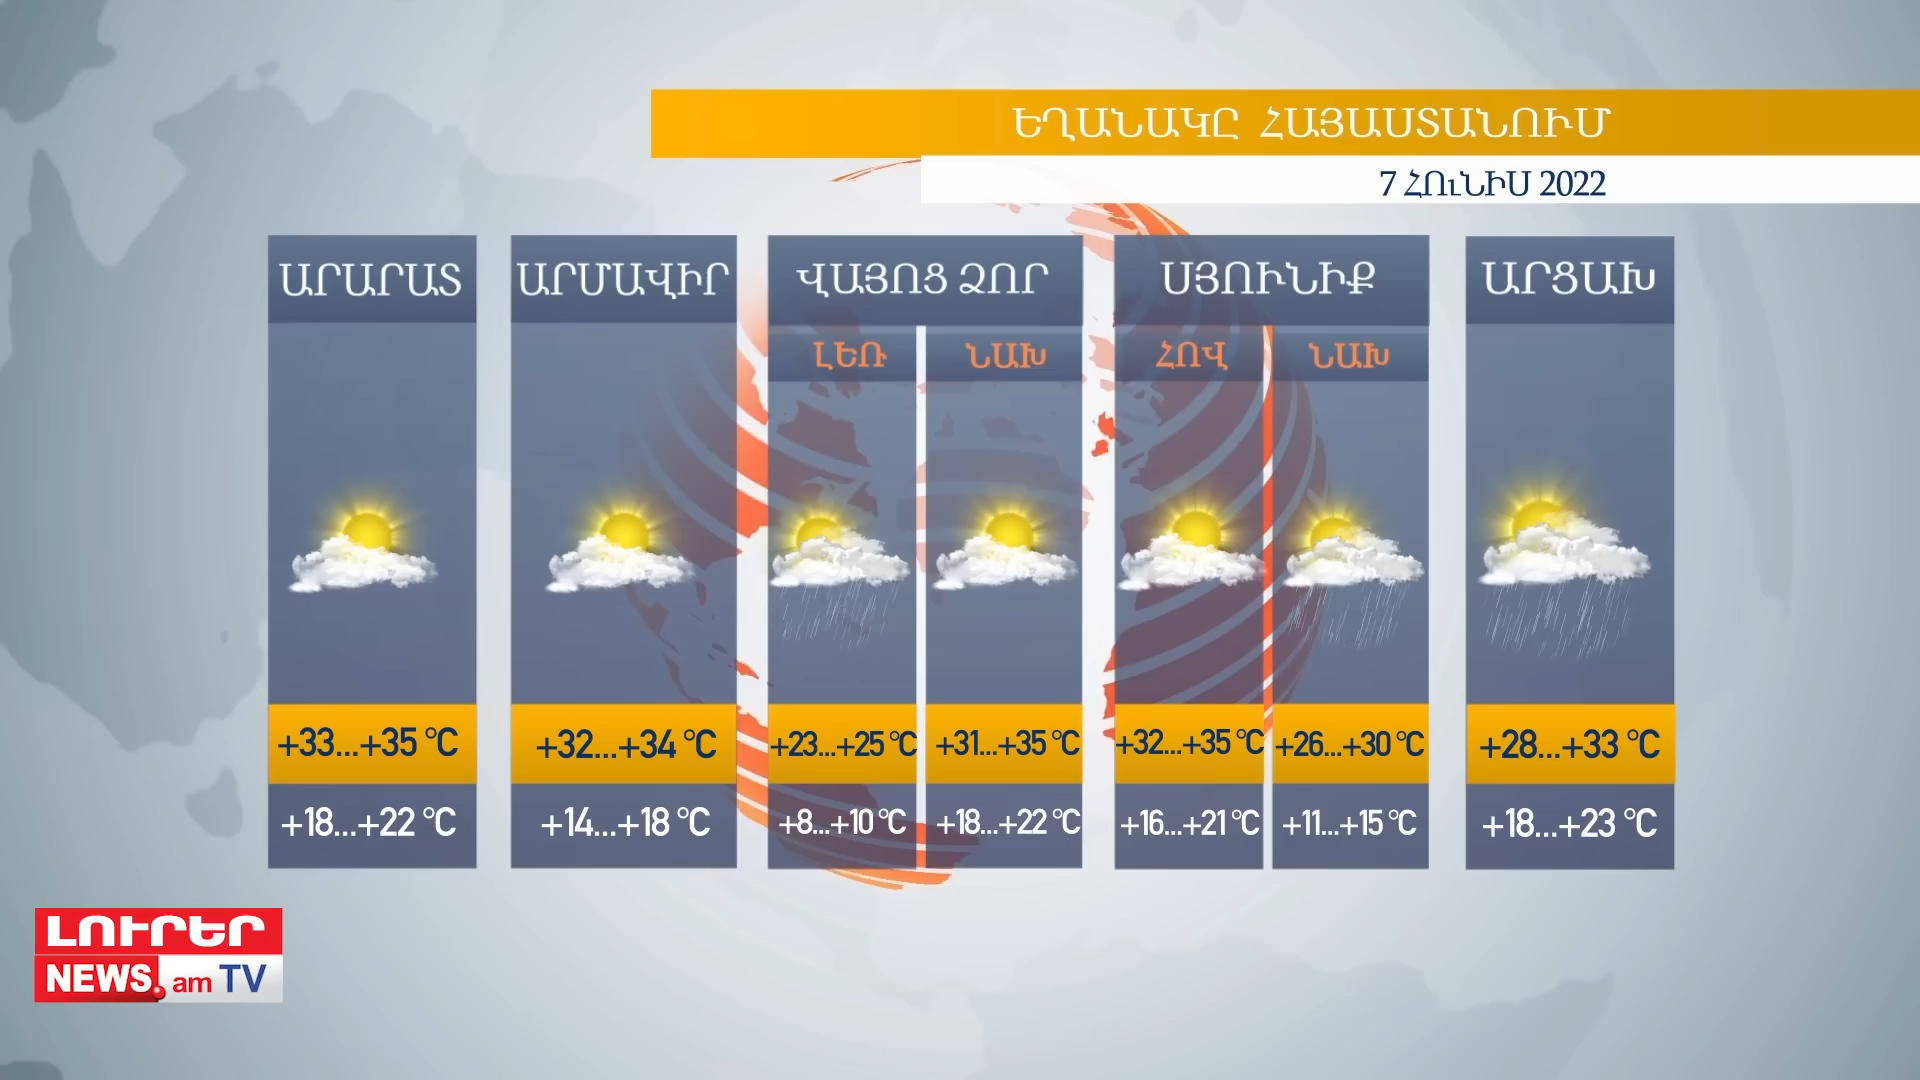 ԵՂԱՆԱԿԸ ՀԱՅԱՍՏԱՆՈՒՄ
7 ՀՈւՆԻՍ 2022
ԱՐԱՐԱՏ
+33...+35 °C
+18...+22 °C
ԱՐՄԱՎԻՐ
+32...+34 °C
+14...+18 °C
ՎԱՅՈՑ ՁՈՐ
ԼԵՌ
+23...+25 °C
+8...+10 °C
ՆԱԽ
+31...+35 °C
+18...+22 °C
ՍՅՈՒՆԻՔ
ՀՈՎ
+32...+35 °C
+16...+21 °C
ՆԱԽ
+26...+30 °C
+11...+15 °C
ԱՐՑԱԽ
+28...+33 °C
+18...+23 °C
ԼՈՒՐԵՐ
NEWS.am TV